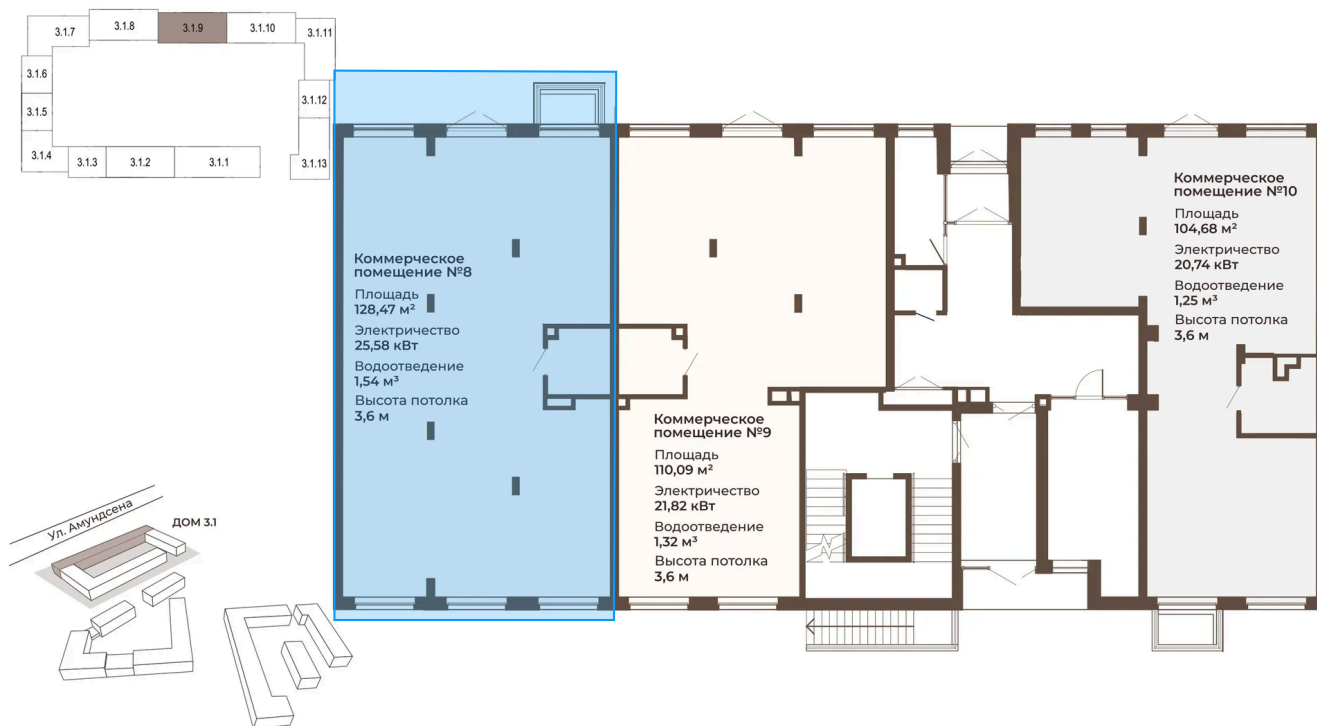 3.1.7
3.1.8
3.1.9
3.1.10
3.1.11
3.1.6
3.1.5
3.1.4
3.1.3
3.1.2
3.1.1
3.1.12
3.1.13
Коммерческое
помещение №8
Площадь
128,47 м²
Электричество
25,58 кВт
Водоотведение
1,54 м³
Высота потолка
3,6 м
Коммерческое
помещение №9
Площадь
110,09 м²
Электричество
21,82 кВт
Водоотведение
1,32 м³
Высота потолка
3,6 м
Коммерческое
помещение №10
Площадь
104,68 м²
Электричество
20,74 кВт
Водоотведение
1,25 м³
Высота потолка
3,6 м
Ул. Амундсена
ДОМ 3.1